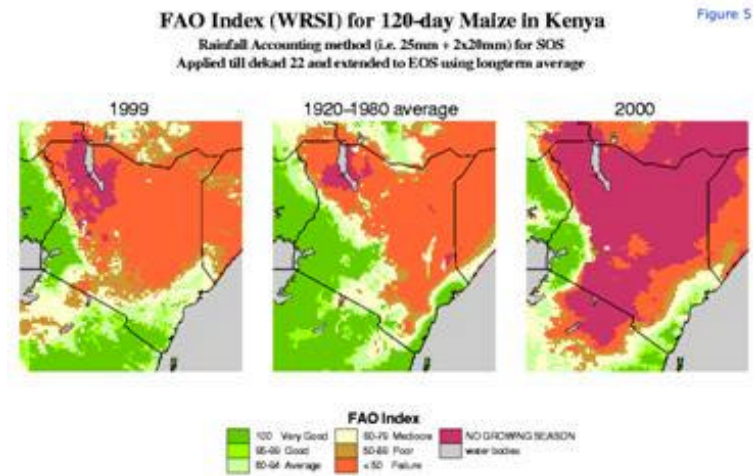 Figure 5
FAO Index (WRSI) for 120-day Maize in Kenya
Rainfall Accounting method (i.e. 25mm + 2x20mm) for SOS
Applied till dekad 22 and extended to EOS using longterm average
1999
1920-1980 average
2000
FAO Index
100 Very Good
95-99 Good
80-94 Average
60-79 Mediocre
50-59 Poor
<50 Failure
NO GROWING SEASON
water bodies